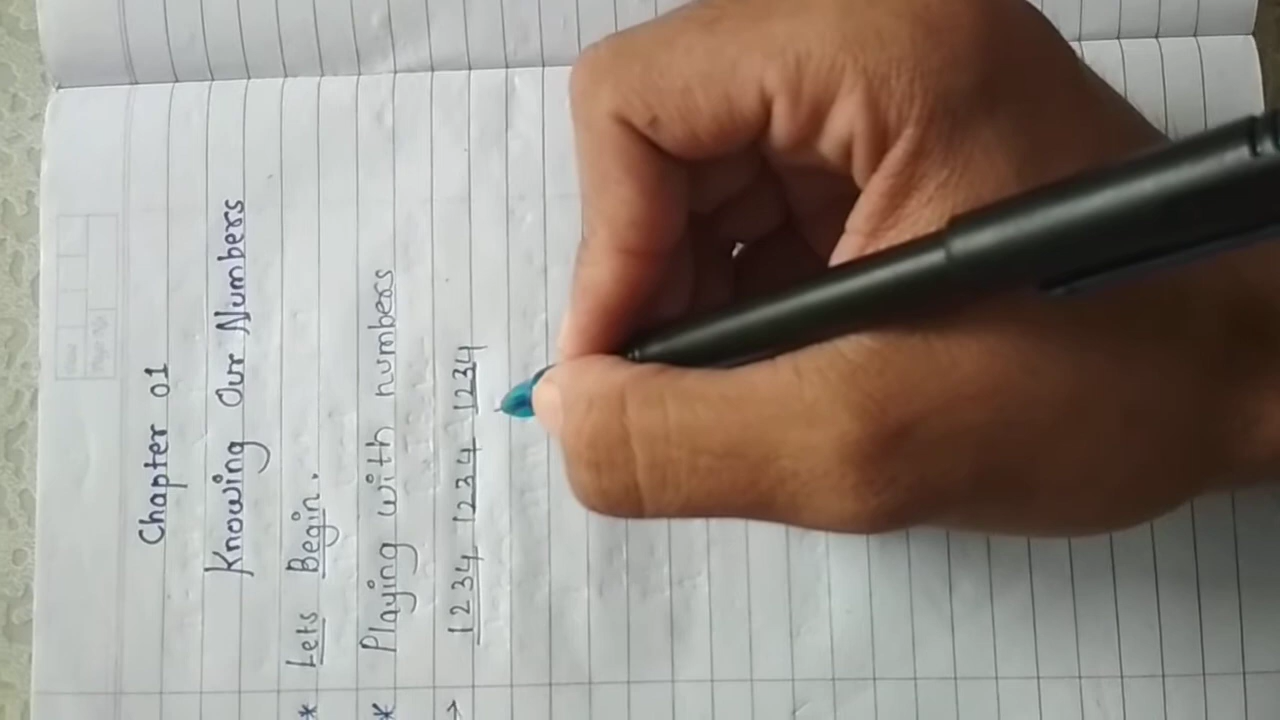 Chapter 01
Knowing Our Numbers
* Lets Begin.
* Playing with numbers
→ 1234 1234 1234